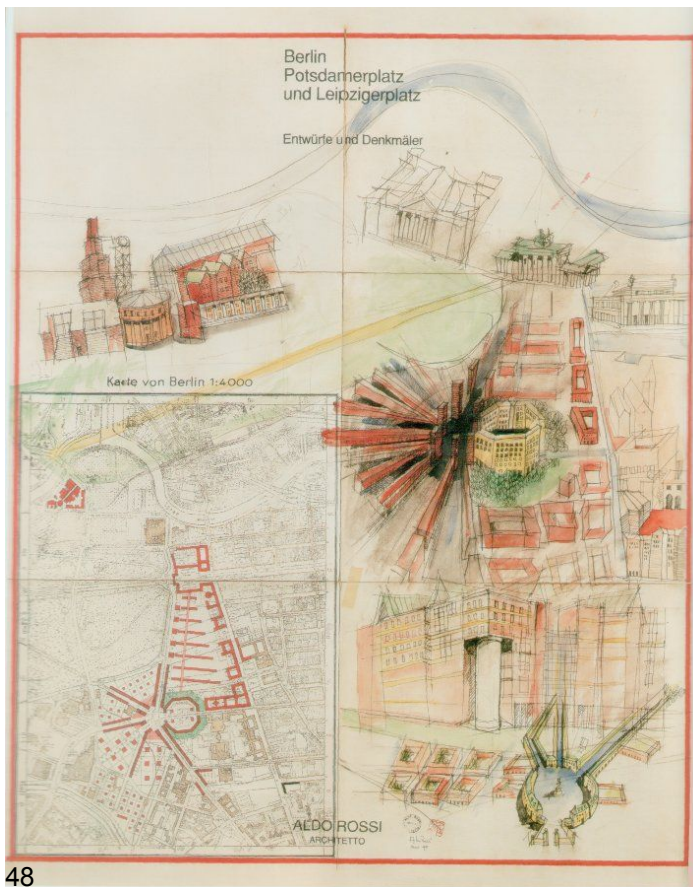 Berlin
Potsdamerplatz
und Leipzigerplatz
Entwürfe und Denkmäler
Karte von Berlin 1:4000
ALDO ROSSI
ARCHITETTO
48